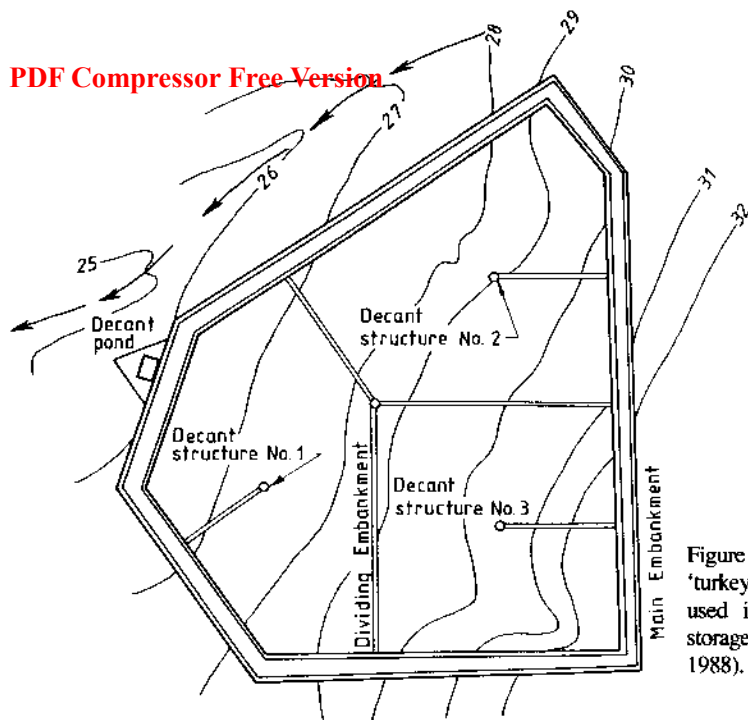 PDF Compressor Free Version
28
29
30
27
26
31
32
25
Decant
pond
Decant
structure No. 2
Decant
structure No. 1
Decant
structure No. 3
Dividing Embankment
Main Embankment
Figure
‘turkey
used i
storage
1988).